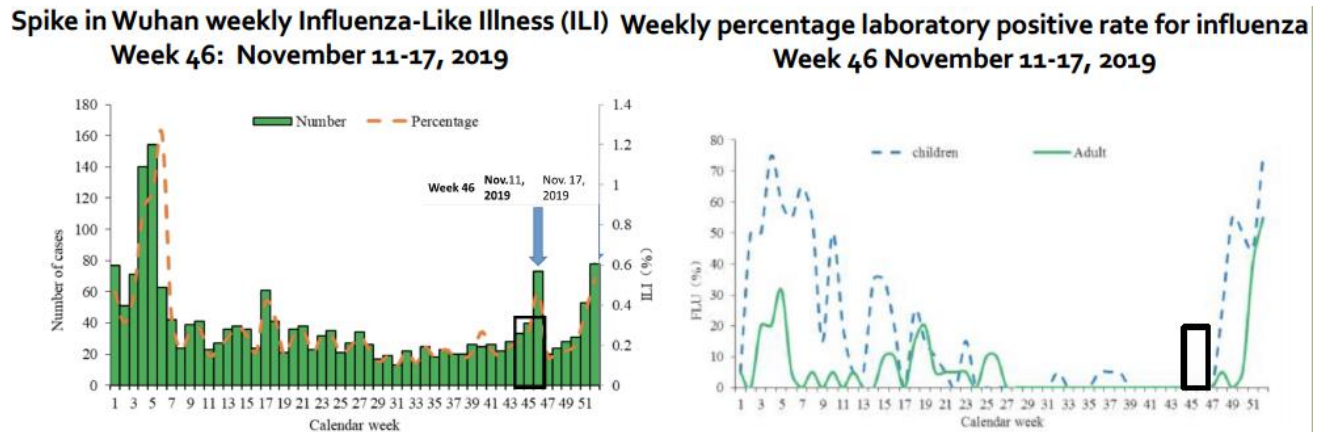 Spike in Wuhan weekly Influenza-Like Illness (ILI)
Week 46: November 11-17, 2019
180
160
140
120
100
80
60
40
20
0
Number of cases
Number
Percentage
Week 46
Nov.11,
2019
Nov. 17,
2019
1.4
1.2
1
0.8
0.6
0.4
0.2
0
ILI (%)
1 3 5 7 9 11 13 15 17 19 21 23 25 27 29 31 33 35 37 39 41 43 45 47 49 51
Calendar week
Weekly percentage laboratory positive rate for influenza
Week 46 November 11-17, 2019
80
70
60
50
40
30
20
10
0
FLU (%)
children
Adult
1 3 5 7 9 11 13 15 17 19 21 23 25 27 29 31 33 35 37 39 41 43 45 47 49 51
Calendar week